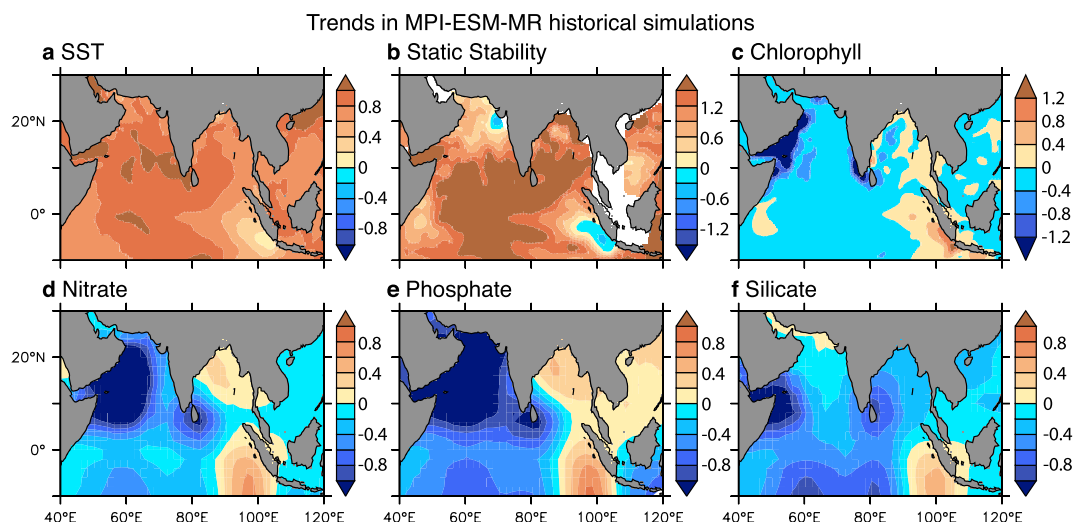 Trends in MPI-ESM-MR historical simulations
a SST
b Static Stability
c Chlorophyll
20°N
0°
0.8
0.4
0
-0.4
-0.8
1.2
0.6
0
-0.6
-1.2
1.2
0.8
0.4
0
-0.4
-0.8
-1.2
d Nitrate
e Phosphate
f Silicate
20°N
0°
0.8
0.4
0
-0.4
-0.8
0.8
0.4
0
-0.4
-0.8
0.8
0.4
0
-0.4
-0.8
40°E 60°E 80°E 100°E 120°E
40°E 60°E 80°E 100°E 120°E
40°E 60°E 80°E 100°E 120°E